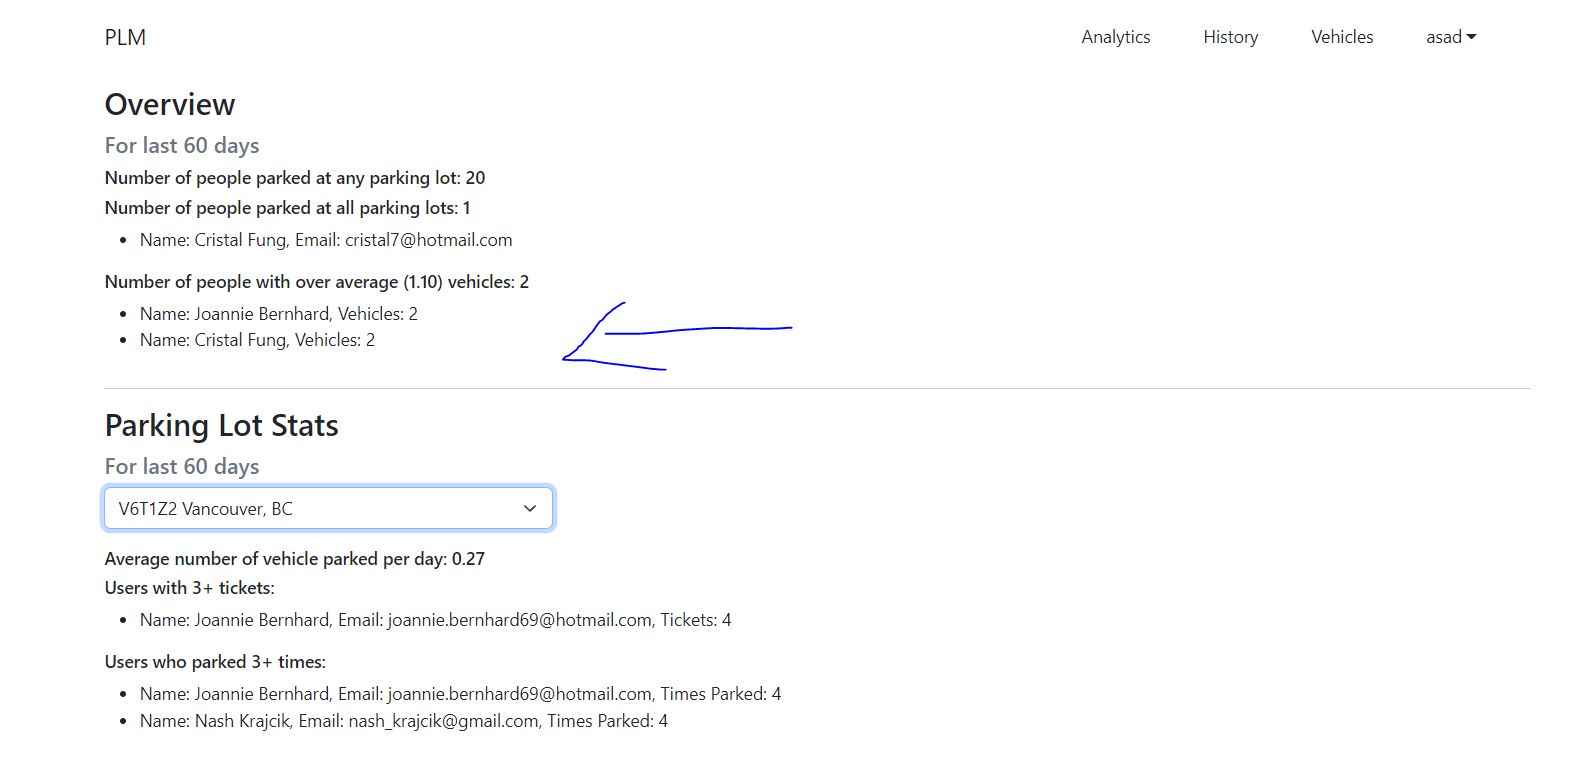 PLM
Analytics History Vehicles asad
Overview
For last 60 days
Number of people parked at any parking lot: 20
Number of people parked at all parking lots: 1
Name: Cristal Fung, Email: cristal7@hotmail.com
Number of people with over average (1.10) vehicles: 2
Name: Joannie Bernhard, Vehicles: 2
Name: Cristal Fung, Vehicles: 2
Parking Lot Stats
For last 60 days
V6T1Z2 Vancouver, BC
Average number of vehicle parked per day: 0.27
Users with 3+ tickets:
Name: Joannie Bernhard, Email: joannie.bernhard69@hotmail.com, Tickets: 4
Users who parked 3+ times:
Name: Joannie Bernhard, Email: joannie.bernhard69@hotmail.com, Times Parked: 4
Name: Nash Krajcik, Email: nash_krajcik@gmail.com, Times Parked: 4